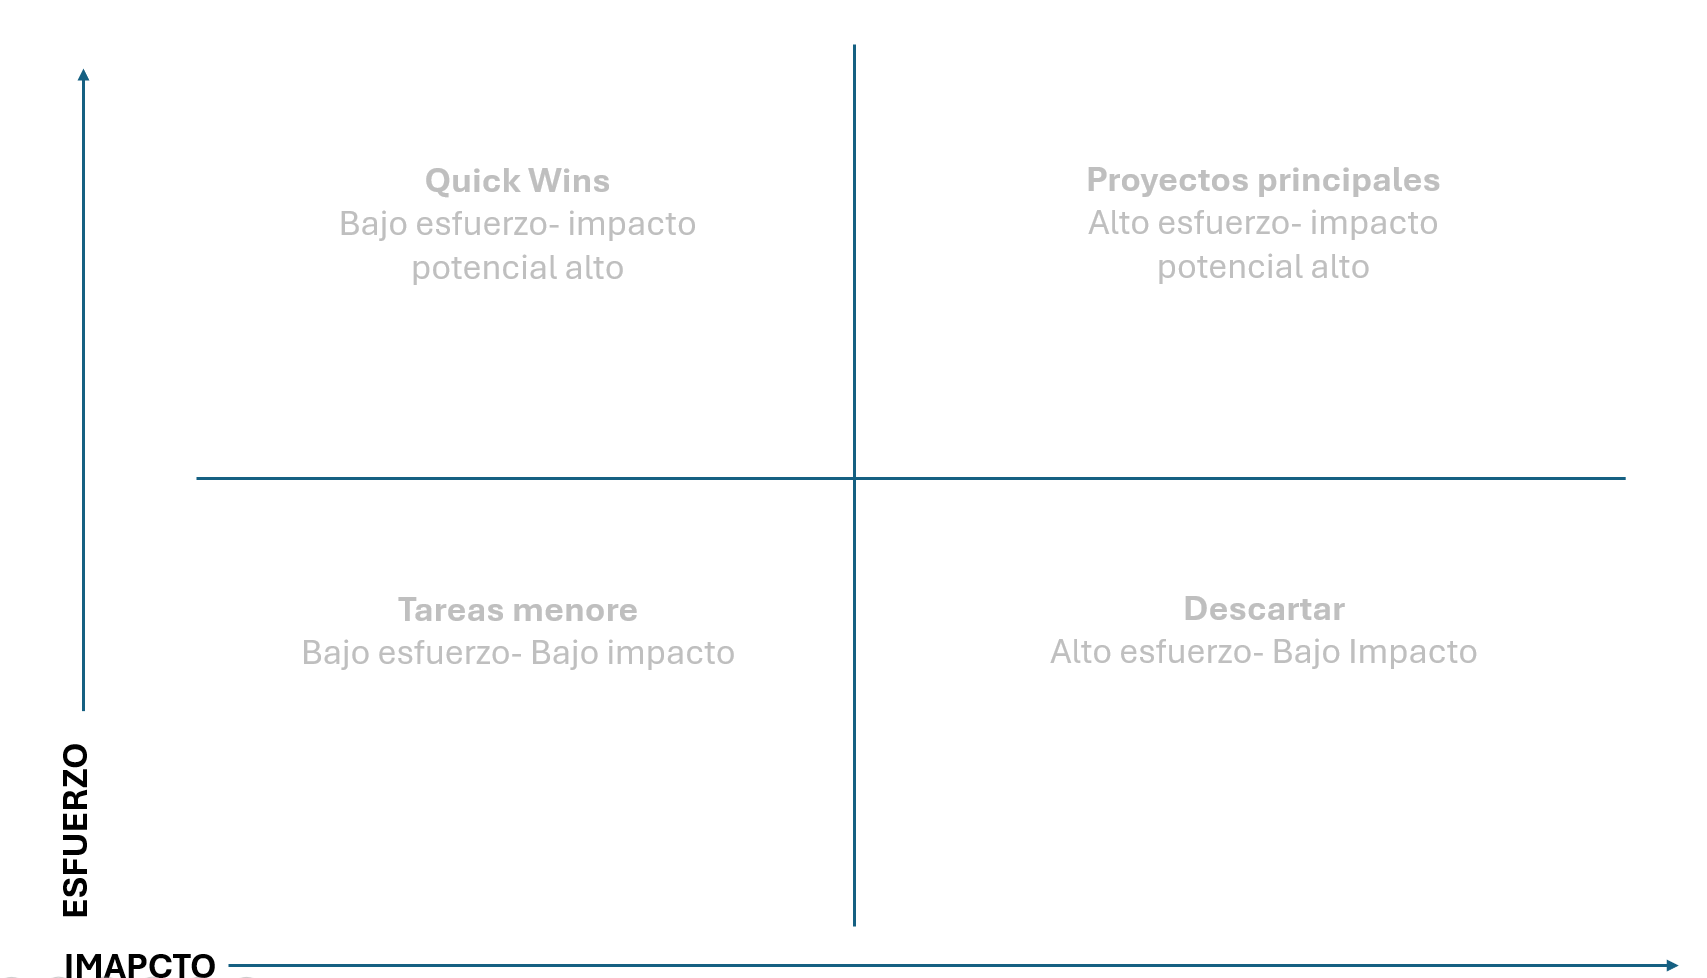 Quick Wins
Bajo esfuerzo- impacto
potencial alto
Proyectos principales
Alto esfuerzo- impacto
potencial alto
Tareas menore
Bajo esfuerzo- Bajo impacto
Descartar
Alto esfuerzo- Bajo Impacto
ESFUERZO
IMAPCTO